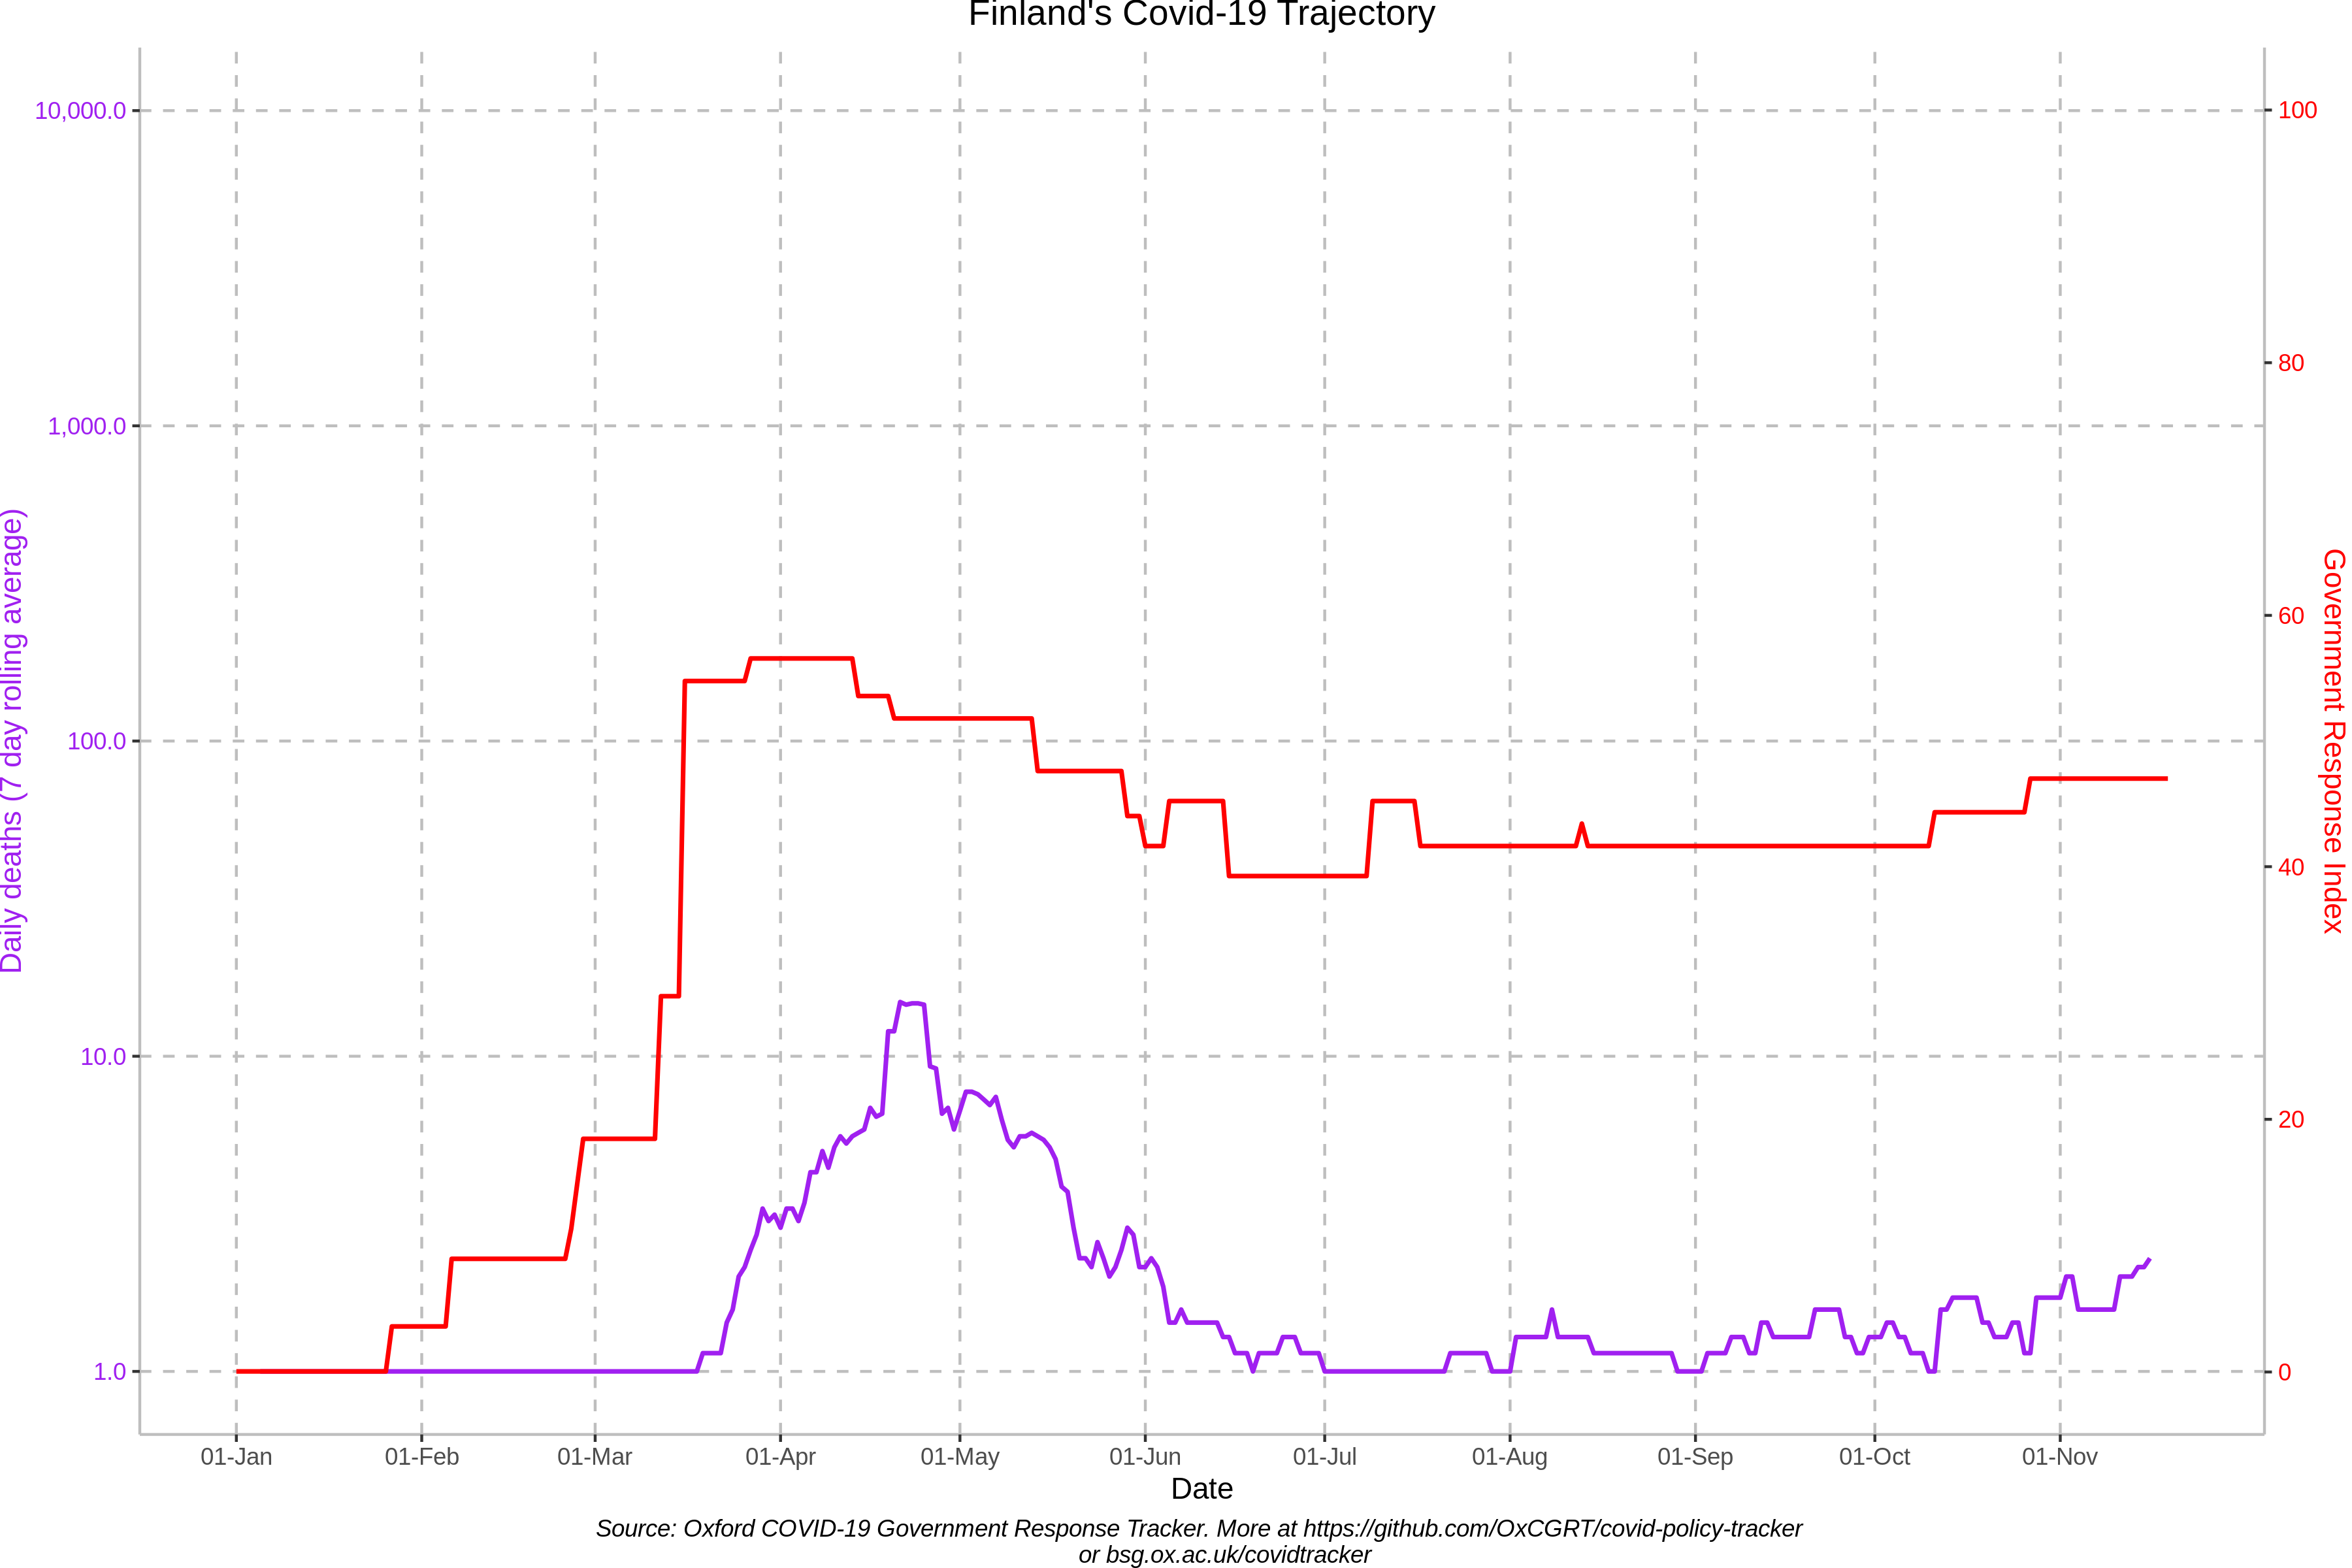 Finland's Covid-19 Trajectory
10,000.0
1,000.0
100.0
10.0
1.0
Daily deaths (7 day rolling average)
100
80
60
40
20
0
Government Response Index
01-Jan 01-Feb 01-Mar 01-Apr 01-May 01-Jun 01-Jul 01-Aug 01-Sep 01-Oct 01-Nov
Date
Source: Oxford COVID-19 Government Response Tracker. More at https://github.com/OxCGRT/covid-policy-tracker
or bsg.ox.ac.uk/covidtracker